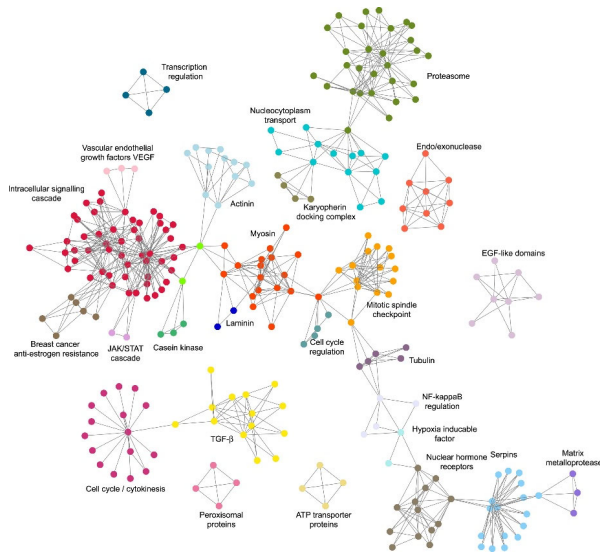 Transcription
regulation
Proteasome
Nucleocytoplasm
transport
Vascular endothelial
growth factors VEGF
Endo/exonuclease
Intracellular signalling
cascade
Actinin
Karyopherin
docking complex
Myosin
EGF-like domains
Mitotic spindle
checkpoint
Laminin
Breast cancer
anti-estrogen resistance
JAK/STAT
cascade
Casein kinase
Cell cycle
regulation
Tubulin
NF-kappaB
regulation
TGF-β
Hypoxia inducable
factor
Nuclear hormone
receptors
Serpins
Matrix
metalloprotease
Cell cycle / cytokinesis
Peroxisomal
proteins
ATP transporter
proteins